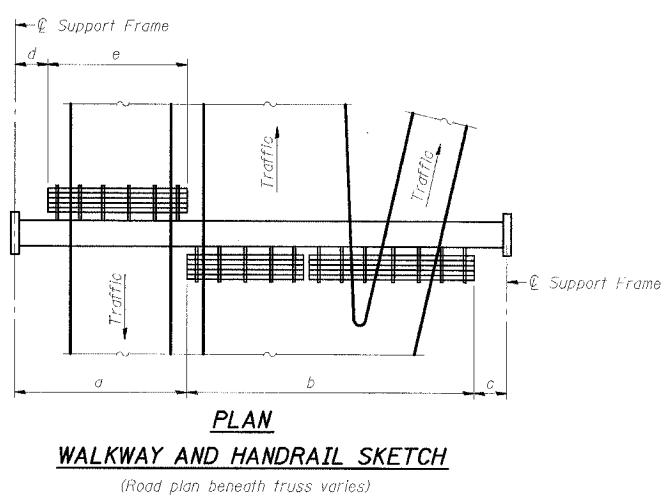 ℄ Support Frame
d
e
Traffic
Traffic
Traffic
℄ Support Frame
a
b
c
PLAN
WALKWAY AND HANDRAIL SKETCH
(Road plan beneath truss varies)